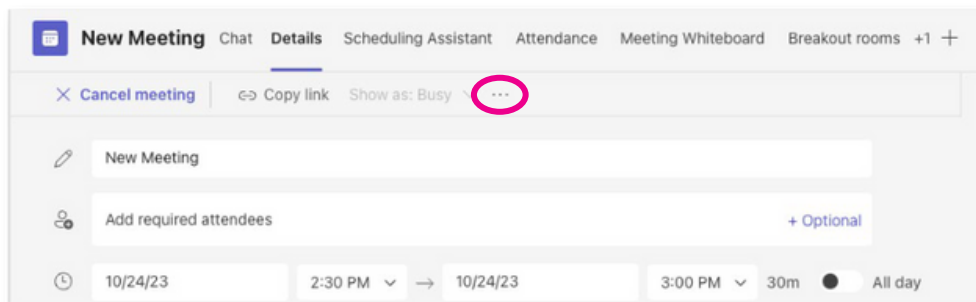 New Meeting Chat Details Scheduling Assistant Attendance Meeting Whiteboard Breakout rooms +1 +
× Cancel meeting Copy link Show as: Busy ...
New Meeting
Add required attendees + Optional
10/24/23 2:30 PM → 10/24/23 3:00 PM 30m All day